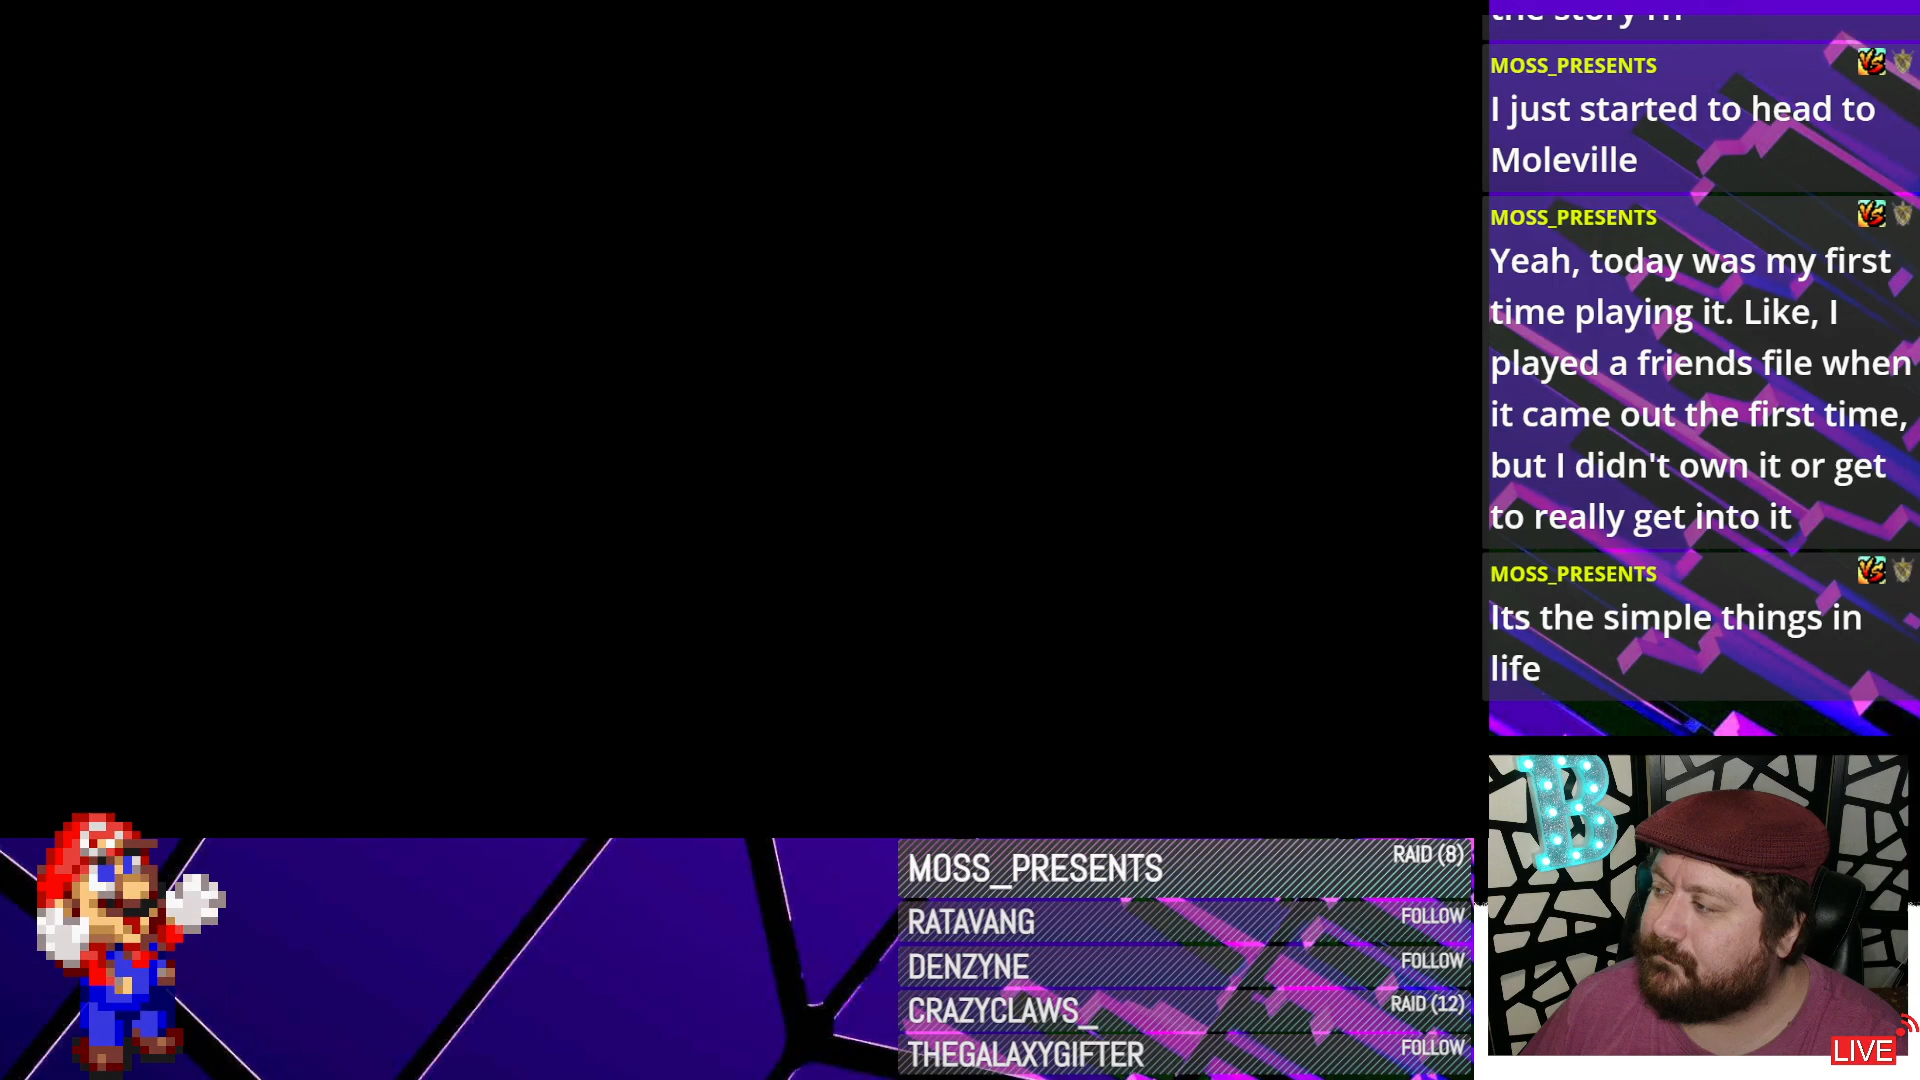 the story I'll
MOSS_PRESENTS
I just started to head to
Moleville
MOSS_PRESENTS
Yeah, today was my first
time playing it. Like, I
played a friends file when
it came out the first time,
but I didn't own it or get
to really get into it
MOSS_PRESENTS
Its the simple things in
life
B
MOSS_PRESENTS RAID (8)
RATAVANG FOLLOW
DENZYNE FOLLOW
CRAZYCLAWS_ RAID (12)
THEGALAXYGIFTER FOLLOW
LIVE